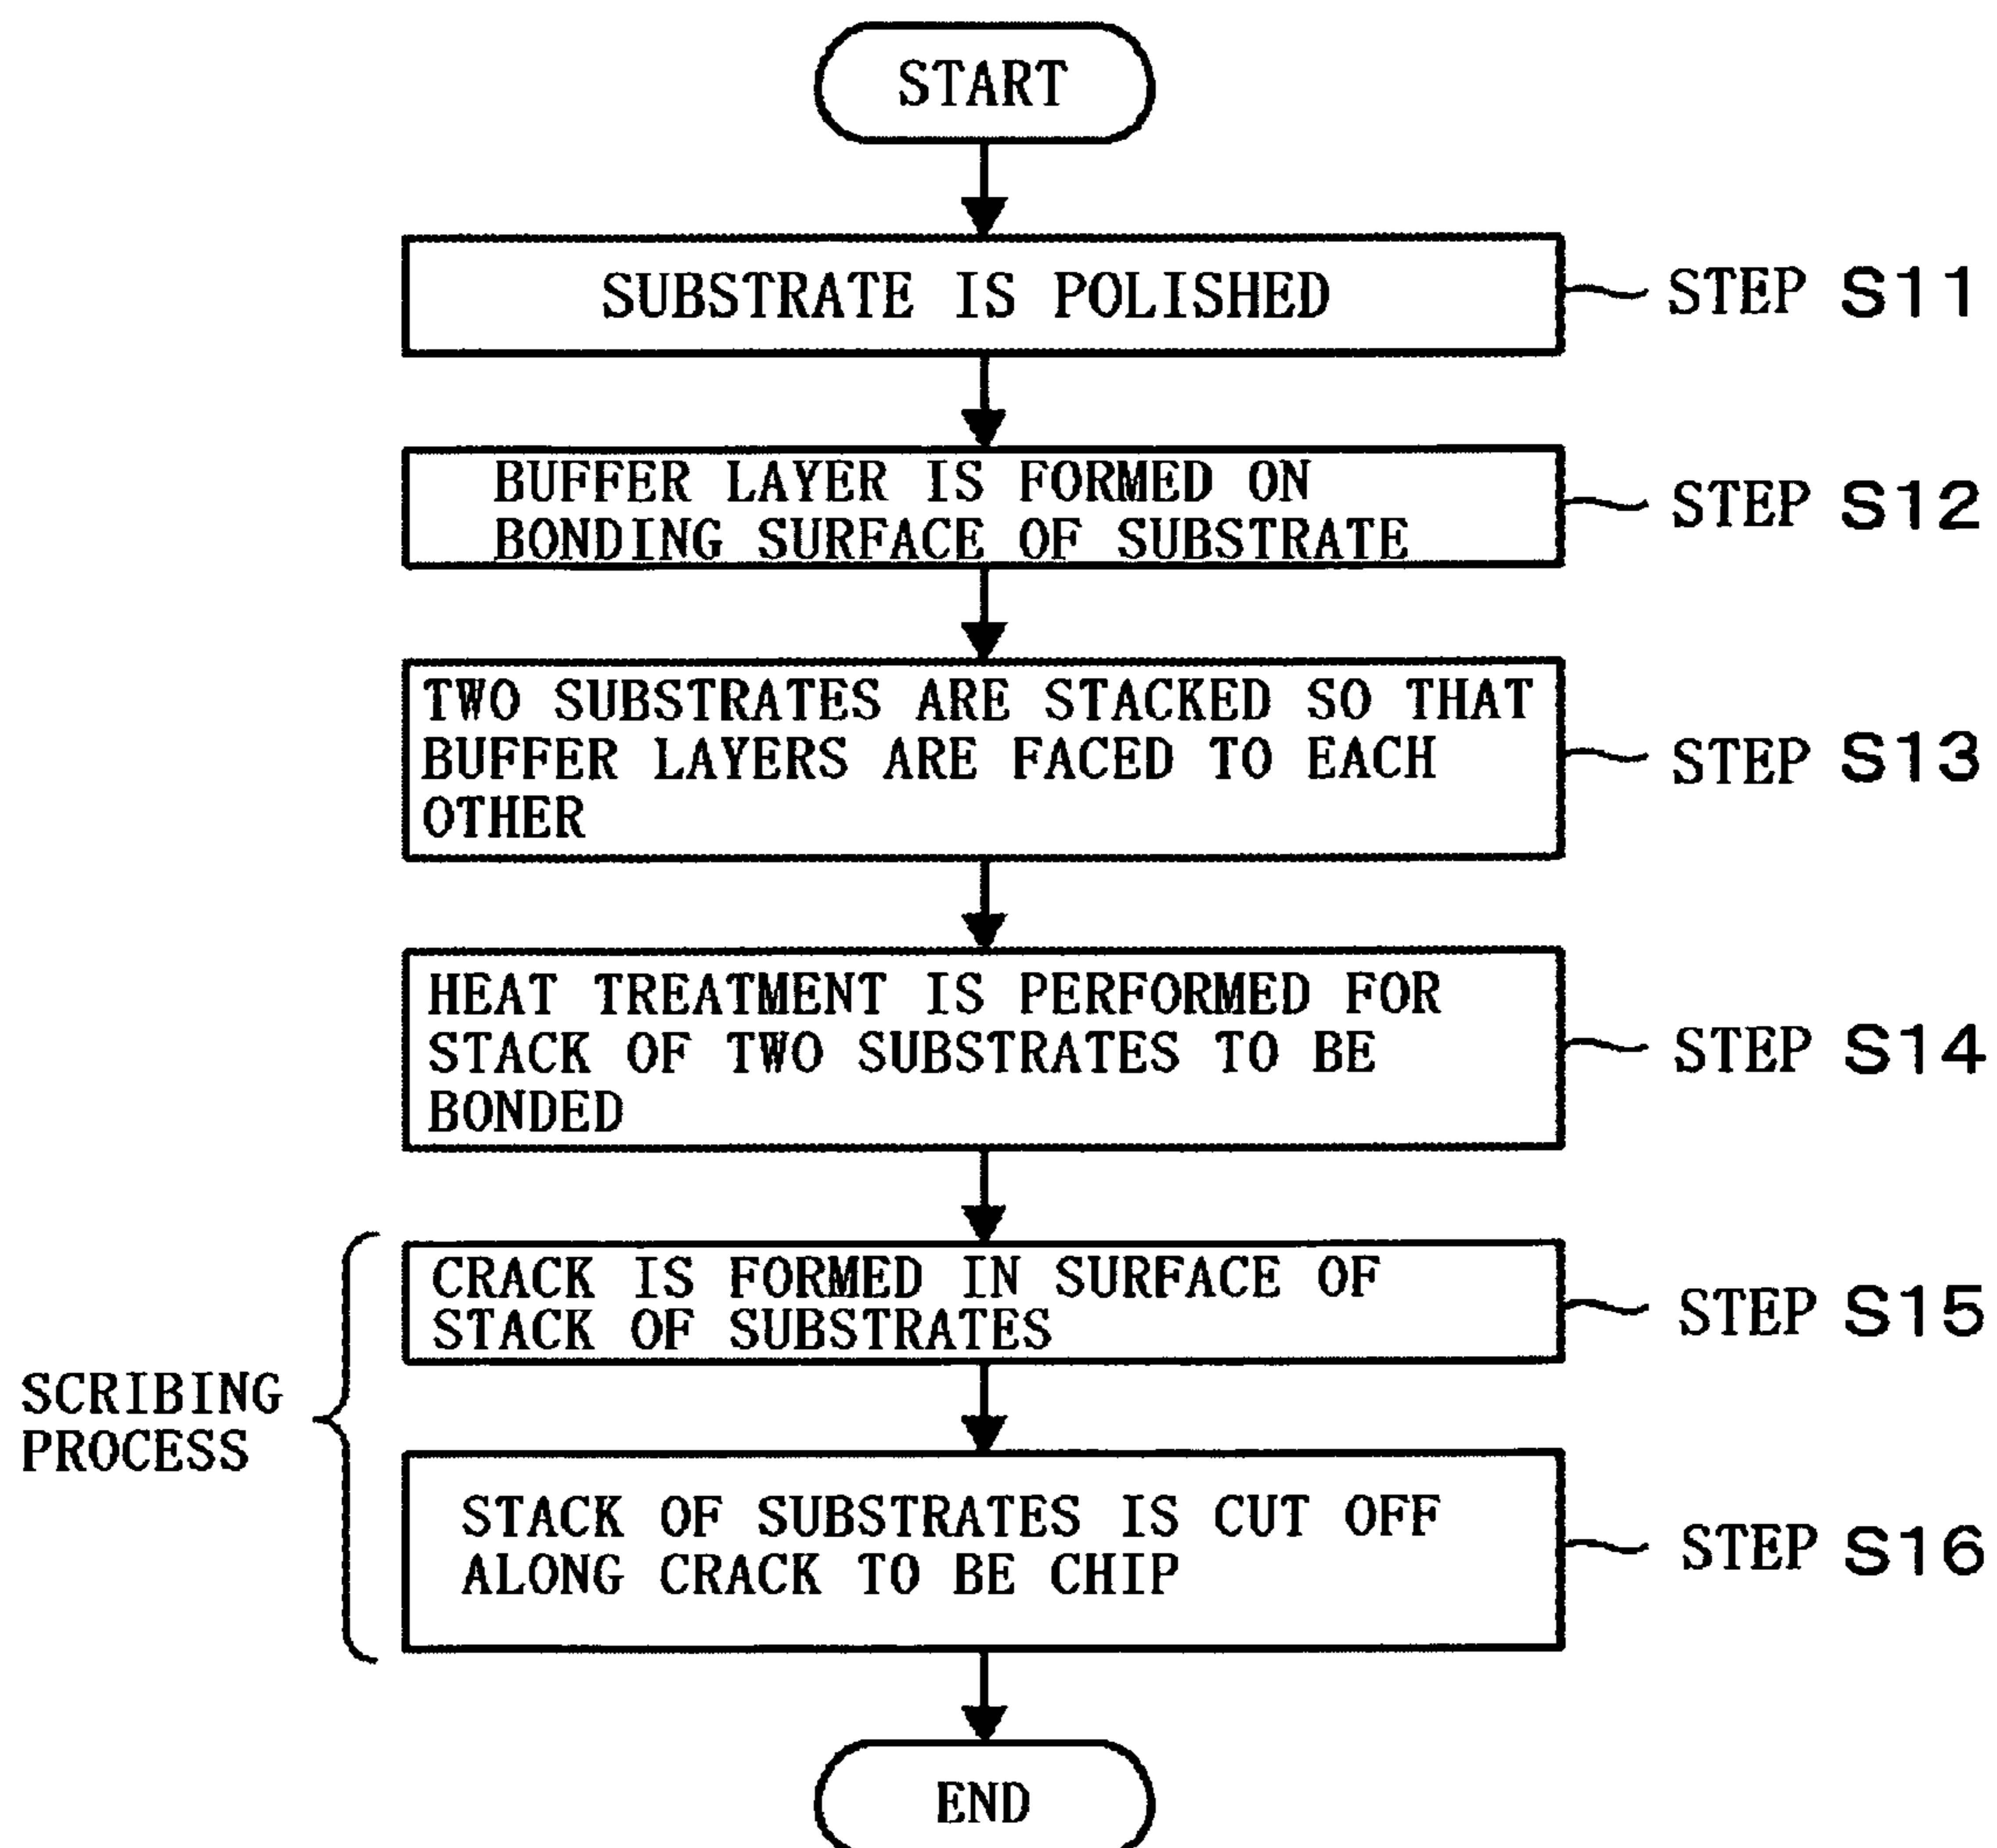 START
SUBSTRATE IS POLISHED
STEP S11
BUFFER LAYER IS FORMED ON
BONDING SURFACE OF SUBSTRATE
STEP S12
TWO SUBSTRATES ARE STACKED SO THAT
BUFFER LAYERS ARE FACED TO EACH
OTHER
STEP S13
HEAT TREATMENT IS PERFORMED FOR
STACK OF TWO SUBSTRATES TO BE
BONDED
STEP S14
SCRIBING
PROCESS
CRACK IS FORMED IN SURFACE OF
STACK OF SUBSTRATES
STEP S15
STACK OF SUBSTRATES IS CUT OFF
ALONG CRACK TO BE CHIP
STEP S16
END